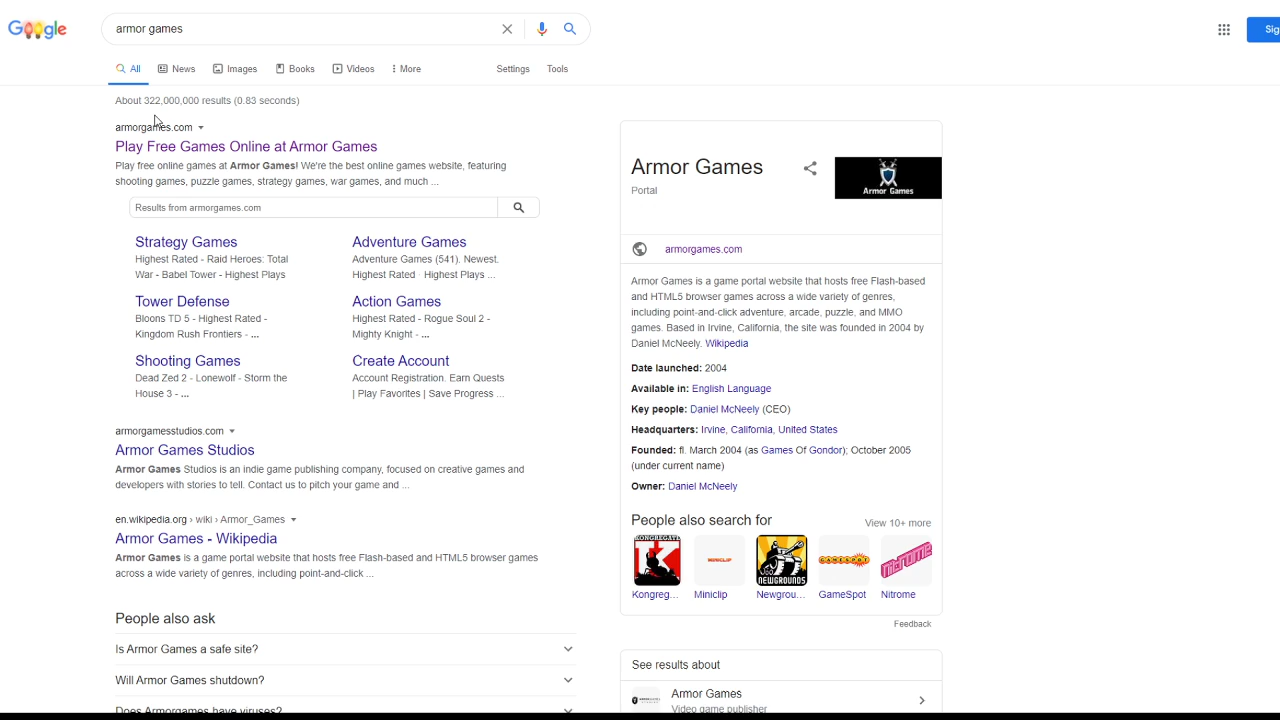 Google
armor games
Sig
All
News
Images
Books
Videos
More
Settings
Tools
About 322,000,000 results (0.83 seconds)
armorgames.com
Play Free Games Online at Armor Games
Play free online games at Armor Games! We're the best online games website, featuring
shooting games, puzzle games, strategy games, war games, and much ...
Results from armorgames.com
Strategy Games
Highest Rated - Raid Heroes: Total
War - Babel Tower - Highest Plays
Adventure Games
Adventure Games (541). Newest.
Highest Rated · Highest Plays ...
Tower Defense
Bloons TD 5 - Highest Rated -
Kingdom Rush Frontiers - ...
Action Games
Highest Rated - Rogue Soul 2 -
Mighty Knight - ...
Shooting Games
Dead Zed 2 - Lonewolf - Storm the
House 3 - ...
Create Account
Account Registration. Earn Quests
| Play Favorites | Save Progress ...
armorgamesstudios.com
Armor Games Studios
Armor Games Studios is an indie game publishing company, focused on creative games and
developers with stories to tell. Contact us to pitch your game and ...
en.wikipedia.org › wiki › Armor_Games
Armor Games - Wikipedia
Armor Games is a game portal website that hosts free Flash-based and HTML5 browser games
across a wide variety of genres, including point-and-click ...
People also ask
Is Armor Games a safe site?
Will Armor Games shutdown?
Does Armorgames have viruses?
Armor Games
Portal
Armor Games
armorgames.com
Armor Games is a game portal website that hosts free Flash-based
and HTML5 browser games across a wide variety of genres,
including point-and-click adventure, arcade, puzzle, and MMO
games. Based in Irvine, California, the site was founded in 2004 by
Daniel McNeely. Wikipedia
Date launched: 2004
Available in: English Language
Key people: Daniel McNeely (CEO)
Headquarters: Irvine, California, United States
Founded: fl. March 2004 (as Games Of Gondor); October 2005
(under current name)
Owner: Daniel McNeely
People also search for
View 10+ more
KONGREGATE
MINICLIP
NEWGROUNDS
GAMESPOT
nitrome
Kongreg...
Miniclip
Newgrou...
GameSpot
Nitrome
Feedback
See results about
Armor Games
Video game publisher